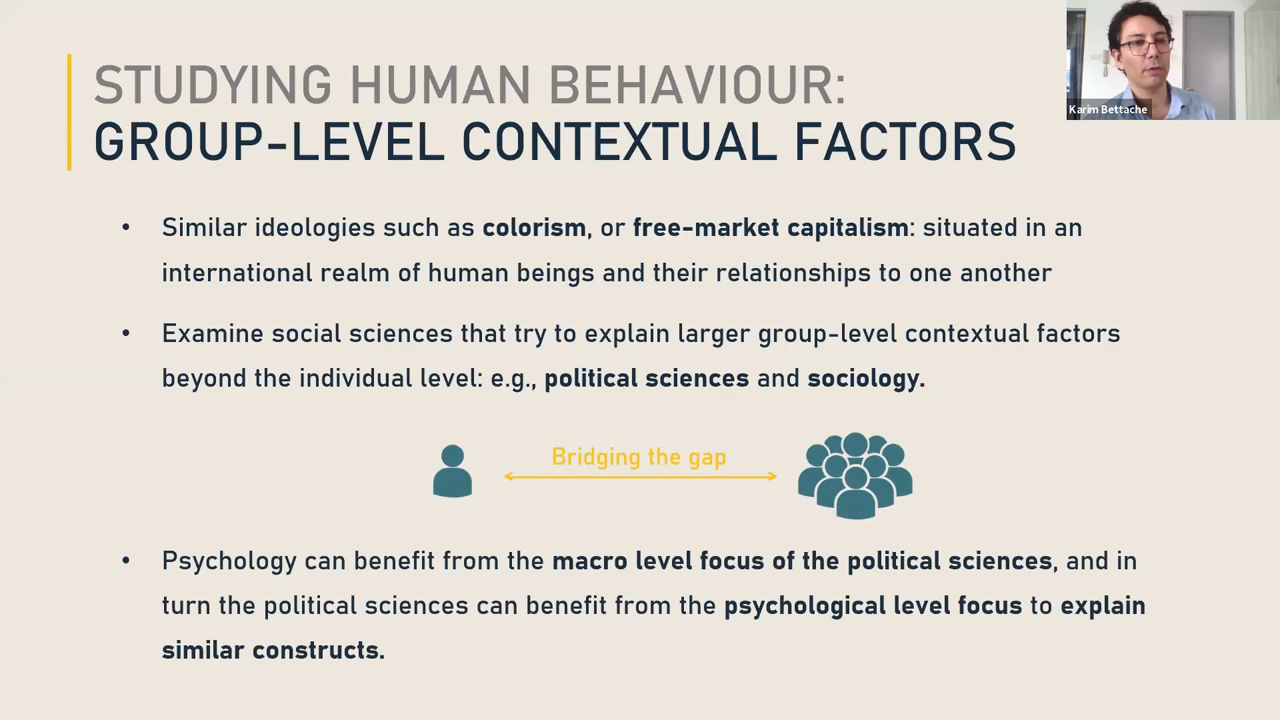 STUDYING HUMAN BEHAVIOUR:
GROUP-LEVEL CONTEXTUAL FACTORS
Karim Bettache
• Similar ideologies such as colorism, or free-market capitalism: situated in an
international realm of human beings and their relationships to one another
• Examine social sciences that try to explain larger group-level contextual factors
beyond the individual level: e.g., political sciences and sociology.
Bridging the gap
• Psychology can benefit from the macro level focus of the political sciences, and in
turn the political sciences can benefit from the psychological level focus to explain
similar constructs.